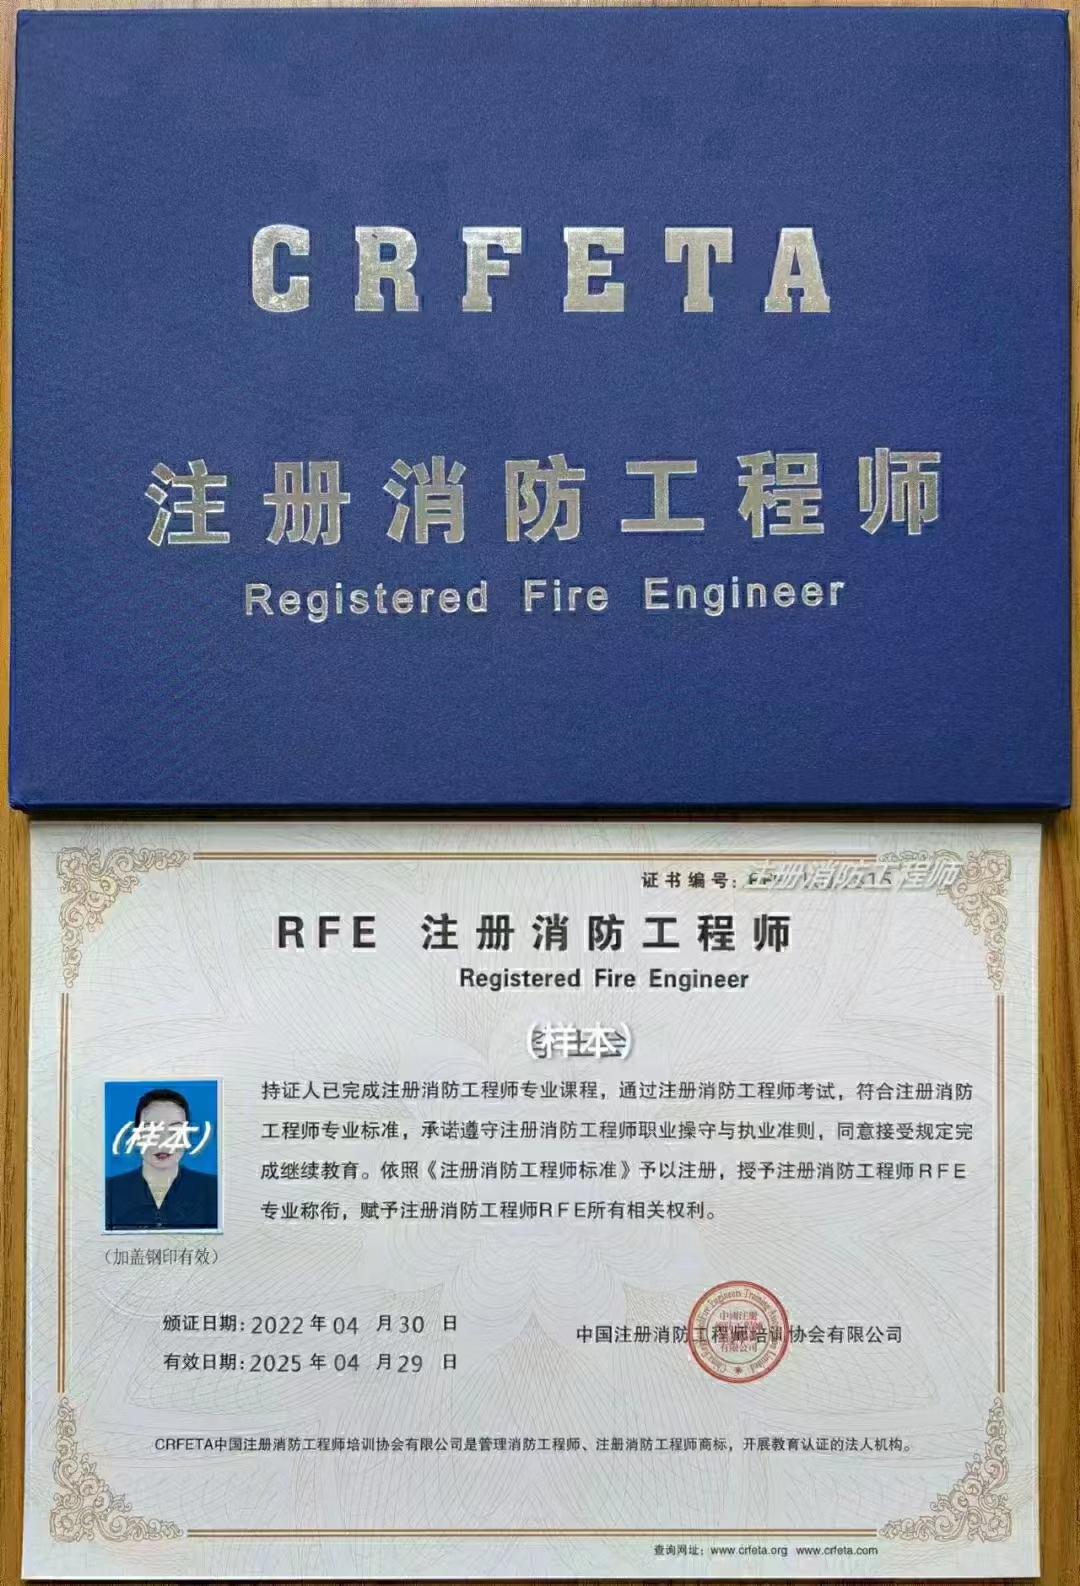 CRFETA
注册消防工程师
Registered Fire Engineer
证书编号:
注册消防工程师
RFE 注册消防工程师
Registered Fire Engineer
(样本)
持证人已完成注册消防工程师专业课程，通过注册消防工程师考试，符合注册消防
工程师专业标准，承诺遵守注册消防工程师职业操守与执业准则，同意接受规定完
成继续教育。依照《注册消防工程师标准》予以注册，授予注册消防工程师RFE
专业称衔，赋予注册消防工程师RFE所有相关权利。
(样本)
（加盖钢印有效）
颁证日期:2022年04 月30 日
有效日期:2025年04 月29 日
中国注册消防工程师培训协会有限公司
CRFETA中国注册消防工程师培训协会有限公司是管理消防工程师、注册消防工程师商标，开展教育认证的法人机构。
查询网址：www.crfeta.org www.crfeta.com